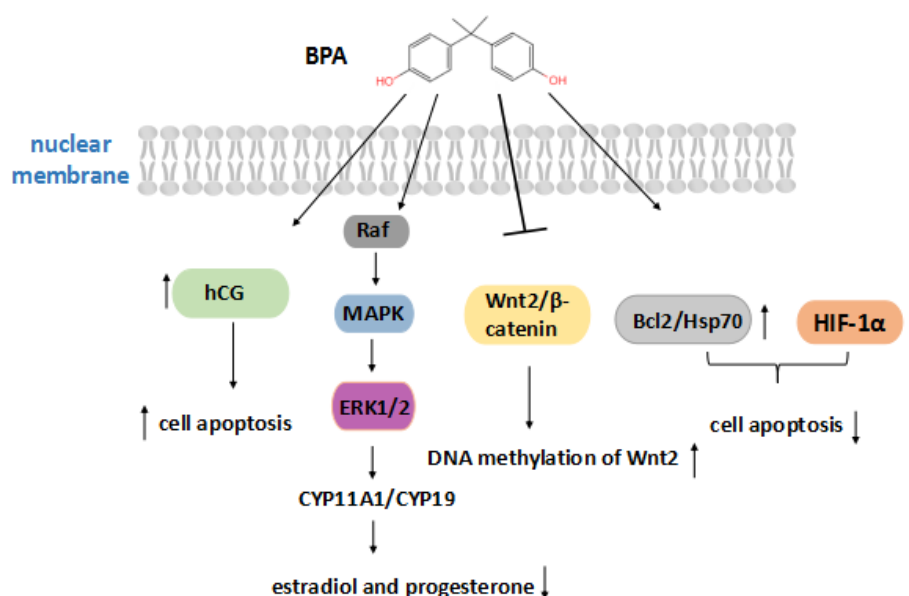 BPA
HO
OH
nuclear
membrane
Raf
hCG
MAPK
Wnt2/β-
catenin
Bcl2/Hsp70
HIF-1α
ERK1/2
cell apoptosis
cell apoptosis
DNA methylation of Wnt2
CYP11A1/CYP19
estradiol and progesterone